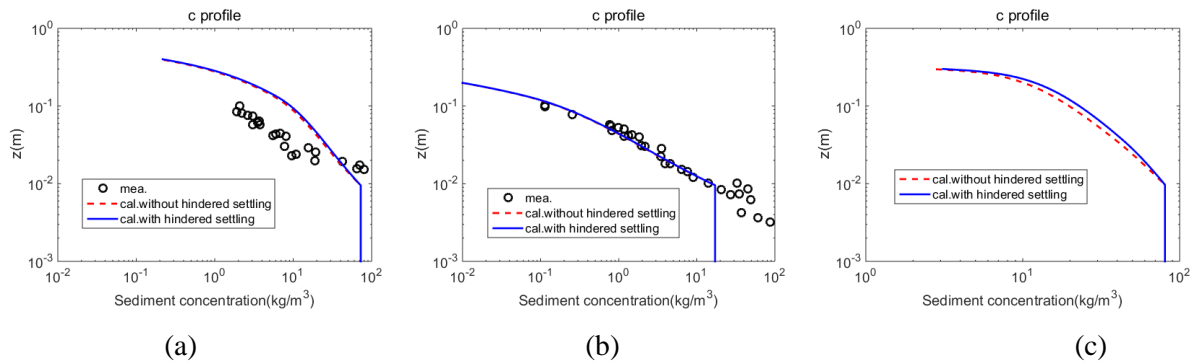 c profile
10^0
10^-1
10^-2
10^-3
z(m)
mea.
cal.without hindered settling
cal.with hindered settling
10^-2
10^-1
10^0
10^1
10^2
Sediment concentration(kg/m^3)
(a)
c profile
10^0
10^-1
10^-2
10^-3
z(m)
mea.
cal.without hindered settling
cal.with hindered settling
10^-2
10^-1
10^0
10^1
10^2
Sediment concentration(kg/m^3)
(b)
c profile
10^0
10^-1
10^-2
10^-3
z(m)
cal.without hindered settling
cal.with hindered settling
10^0
10^1
10^2
Sediment concentration(kg/m^3)
(c)